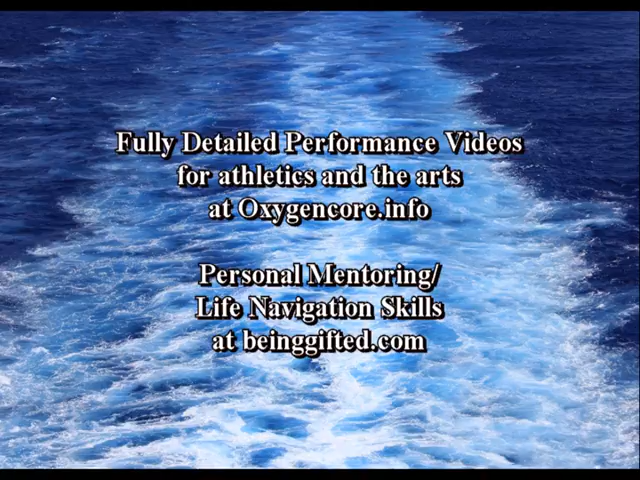 Fully Detailed Performance Videos
for athletics and the arts
at Oxygencore.info
Personal Mentoring/
Life Navigation Skills
at beinggifted.com